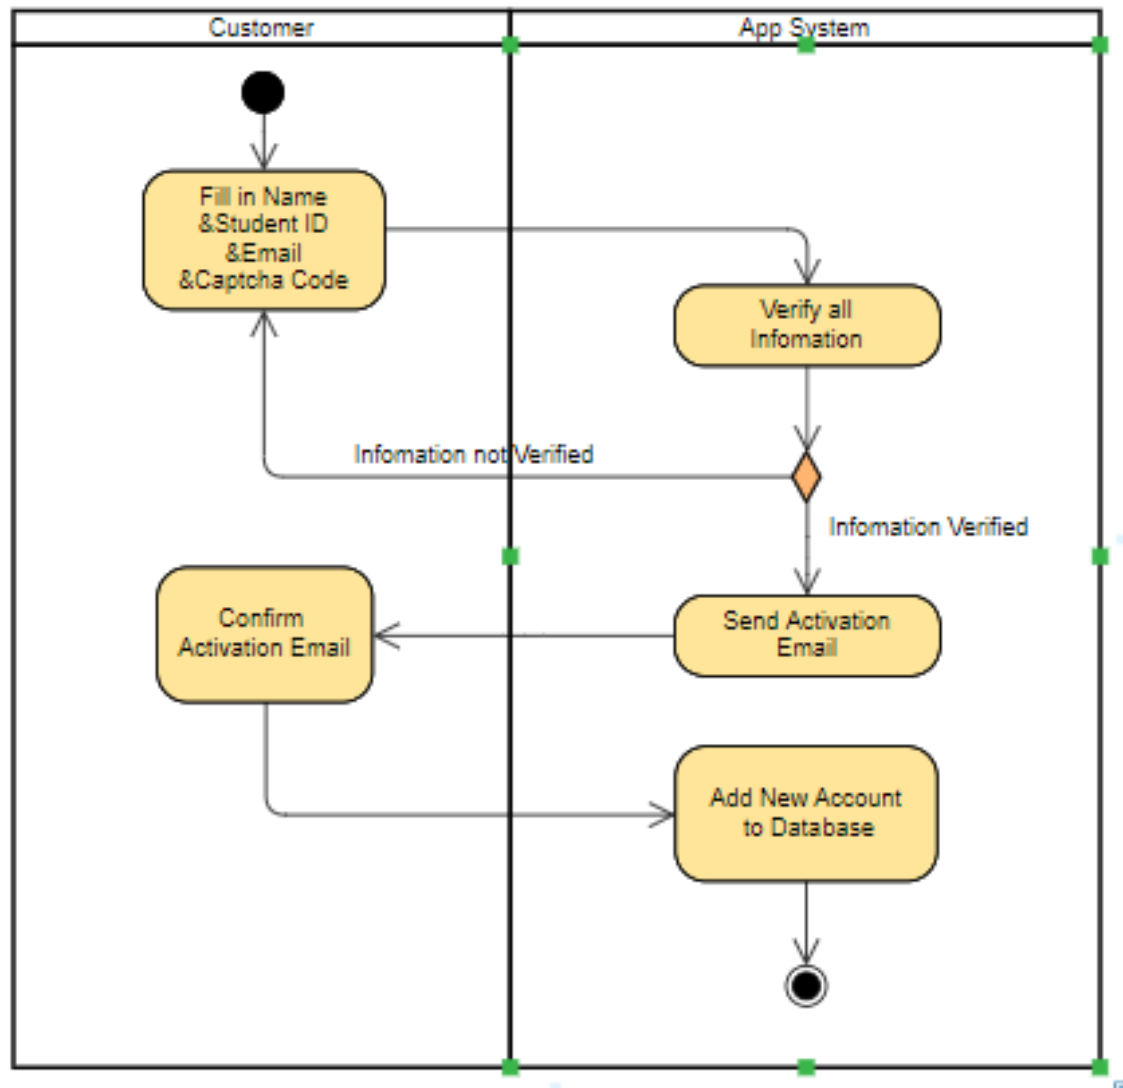 Customer
App System
Fill in Name
&Student ID
&Email
&Captcha Code
Verify all
Infomation
Infomation not Verified
Infomation Verified
Send Activation
Email
Confirm
Activation Email
Add New Account
to Database